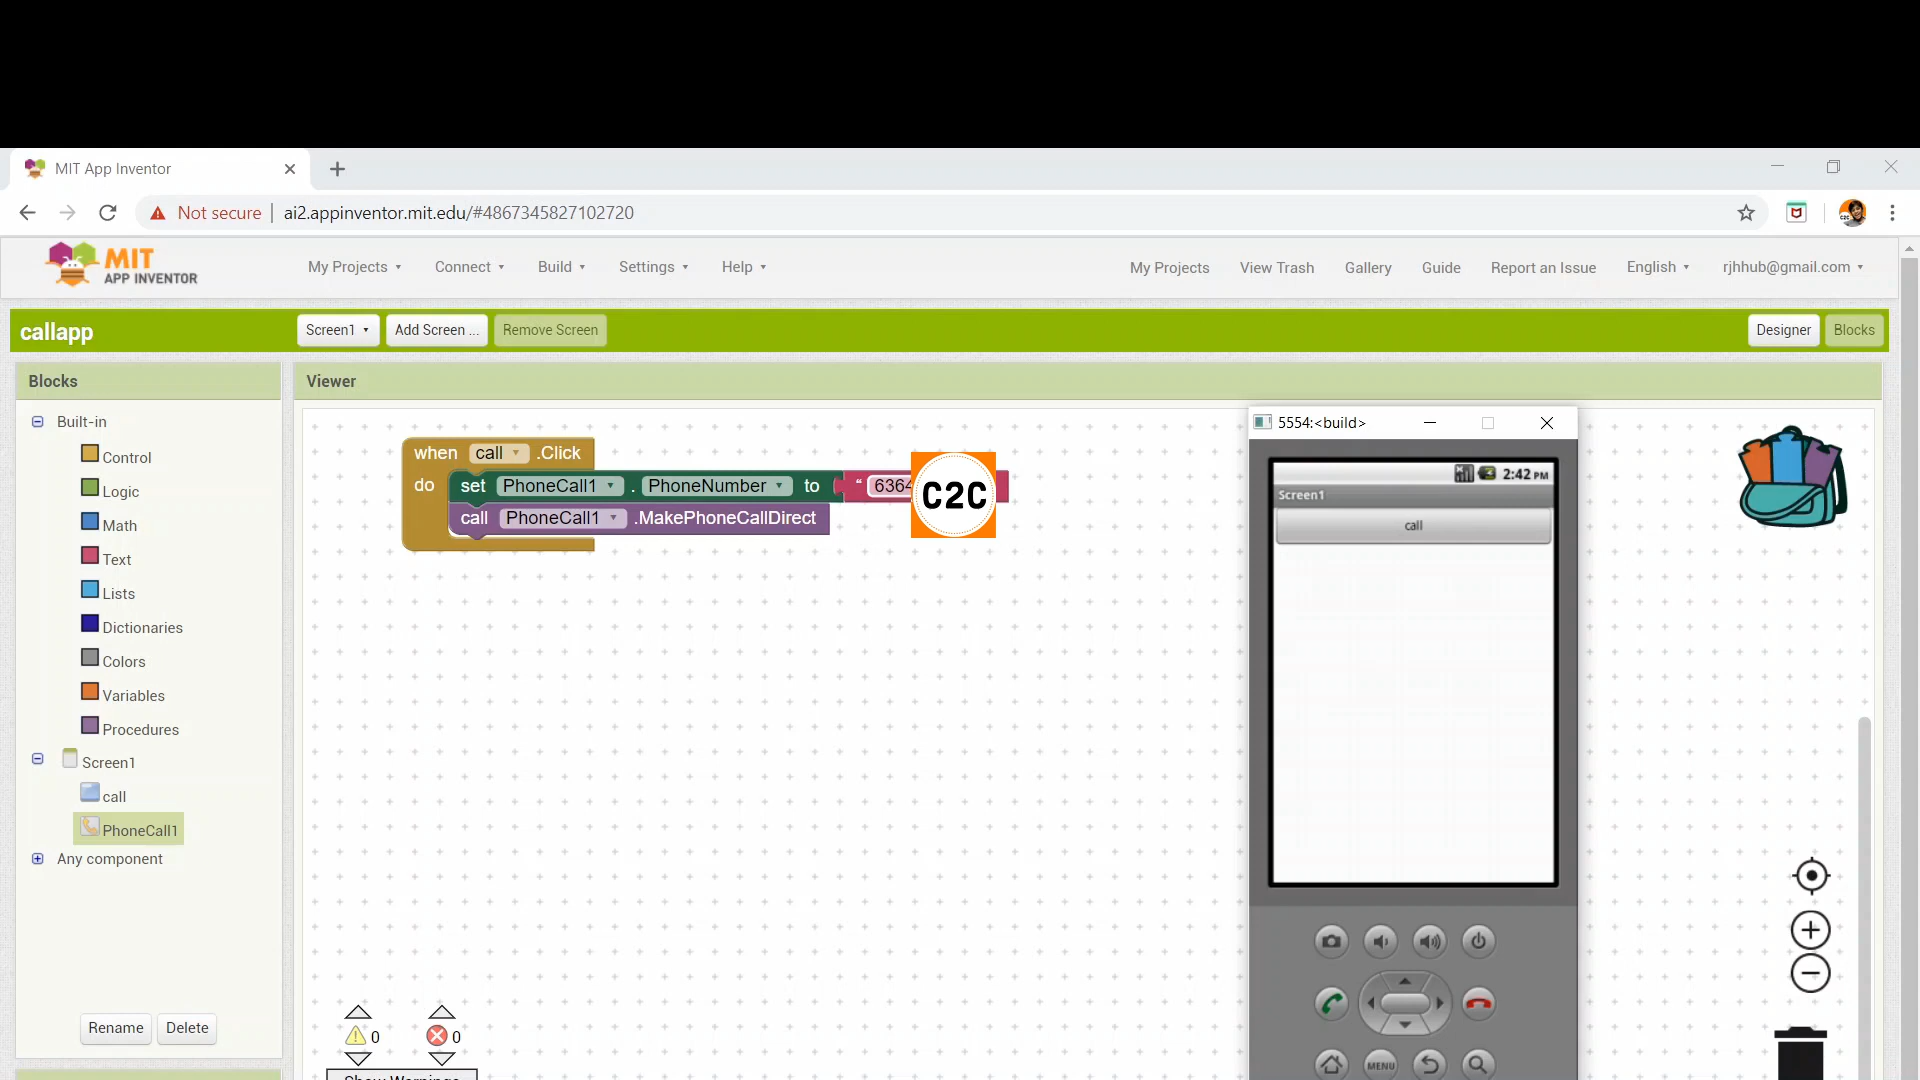 MIT App Inventor
Not secure | ai2.appinventor.mit.edu/#4867345827102720
MIT
APP INVENTOR
My Projects Connect Build Settings Help My Projects View Trash Gallery Guide Report an Issue English rjhhub@gmail.com
callapp Screen1 Add Screen ... Remove Screen Designer Blocks
Blocks
Viewer
Built-in
Control
Logic
Math
Text
Lists
Dictionaries
Colors
Variables
Procedures
Screen1
call
PhoneCall1
Any component
Rename Delete
when call .Click
do set PhoneCall1 . PhoneNumber to “ 6364
call PhoneCall1 .MakePhoneCallDirect
C2C
0 0
5554:<build>
2:42 PM
Screen1
call
MENU